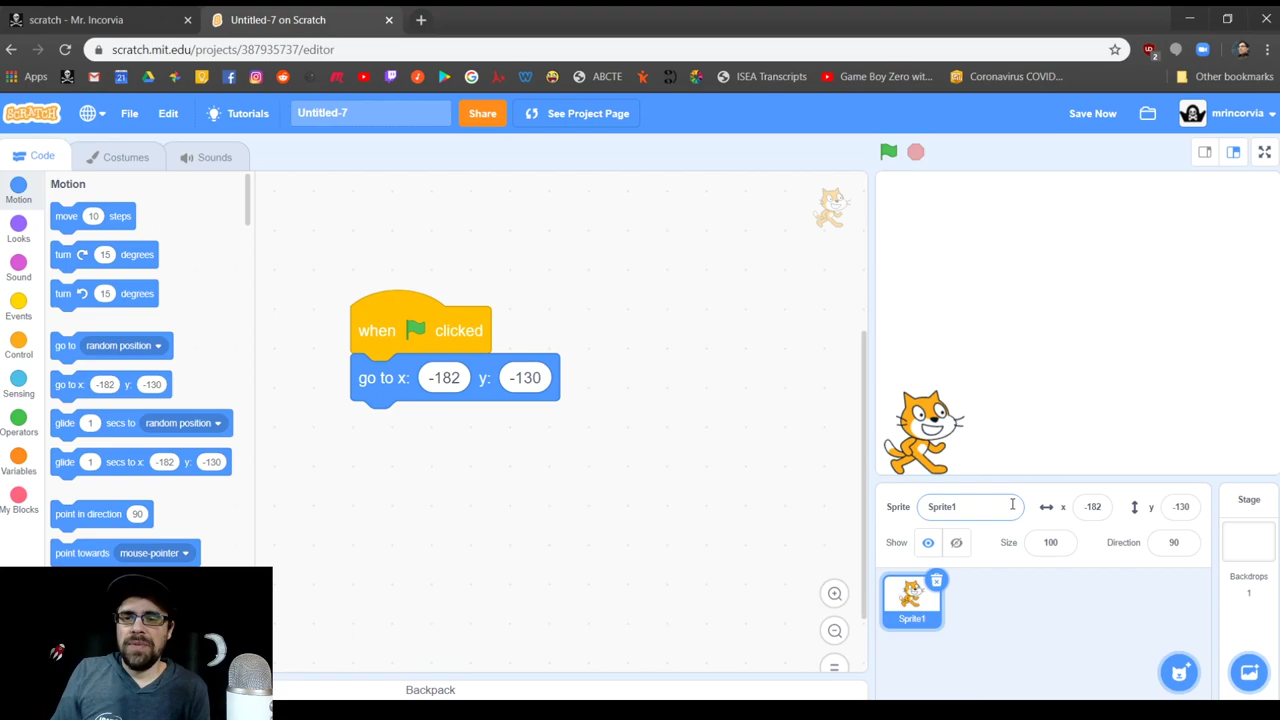 scratch - Mr. Incorvia
Untitled-7 on Scratch
scratch.mit.edu/projects/387935737/editor
Apps
ABCTE
ISEA Transcripts
Game Boy Zero wit...
Coronavirus COVID...
Other bookmarks
SCRATCH
File
Edit
Tutorials
Untitled-7
Share
See Project Page
Save Now
mrincorvia
Code
Costumes
Sounds
Motion
Looks
Sound
Events
Control
Sensing
Operators
Variables
My Blocks
Motion
move 10 steps
turn 15 degrees
turn 15 degrees
go to random position
go to x: -182 y: -130
glide 1 secs to random position
glide 1 secs to x: -182 y: -130
point in direction 90
point towards mouse-pointer
when clicked
go to x: -182 y: -130
Backpack
Sprite Sprite1 x -182 y -130
Show Size 100 Direction 90
Sprite1
Stage
Backdrops
1